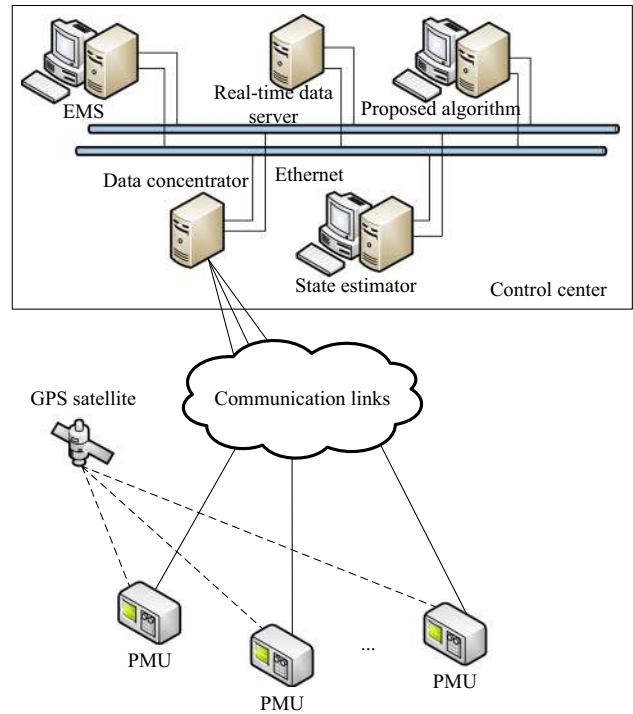 EMS
Real-time data
server
Proposed algorithm
Data concentrator
Ethernet
State estimator
Control center
GPS satellite
Communication links
PMU
PMU
...
PMU